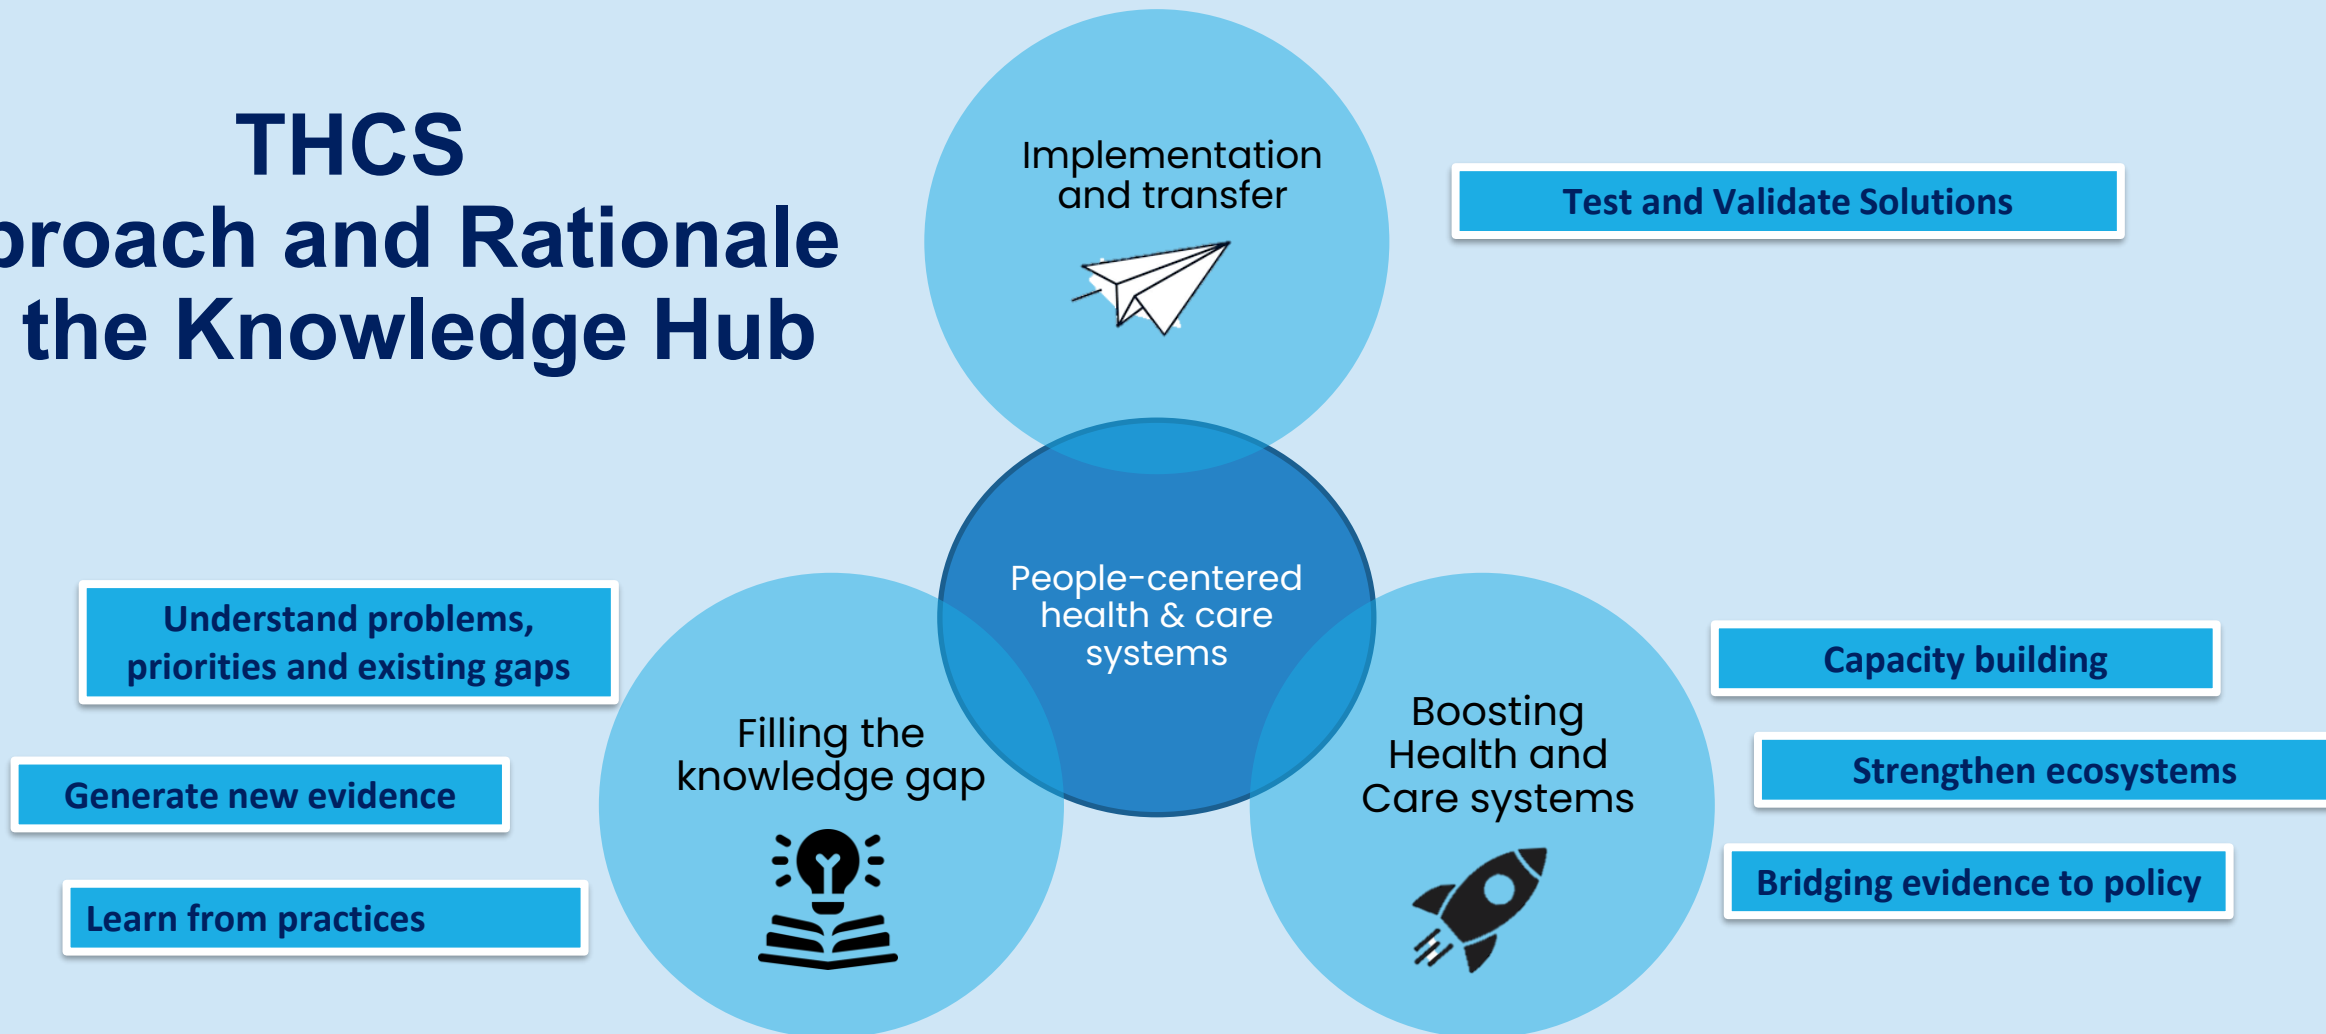 THCS
proach and Rationale
the Knowledge Hub
Implementation
and transfer
Test and Validate Solutions
People-centered
health & care
systems
Understand problems,
priorities and existing gaps
Generate new evidence
Learn from practices
Filling the
knowledge gap
Boosting
Health and
Care systems
Capacity building
Strengthen ecosystems
Bridging evidence to policy